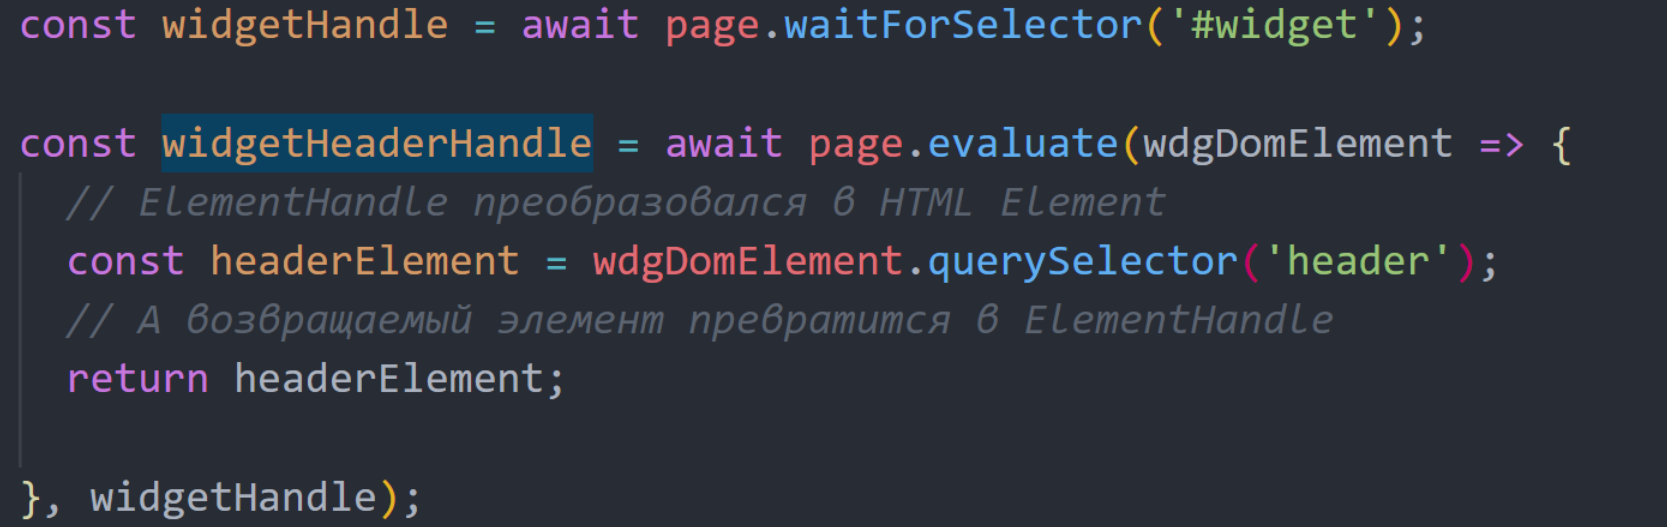 const widgetHandle = await page.waitForSelector('#widget');
const widgetHeaderHandle = await page.evaluate(wdgDomElement => {
// ElementHandle преобразовался в HTML Element
const headerElement = wdgDomElement.querySelector('header');
// А возвращаемый элемент превратится в ElementHandle
return headerElement;
}, widgetHandle);